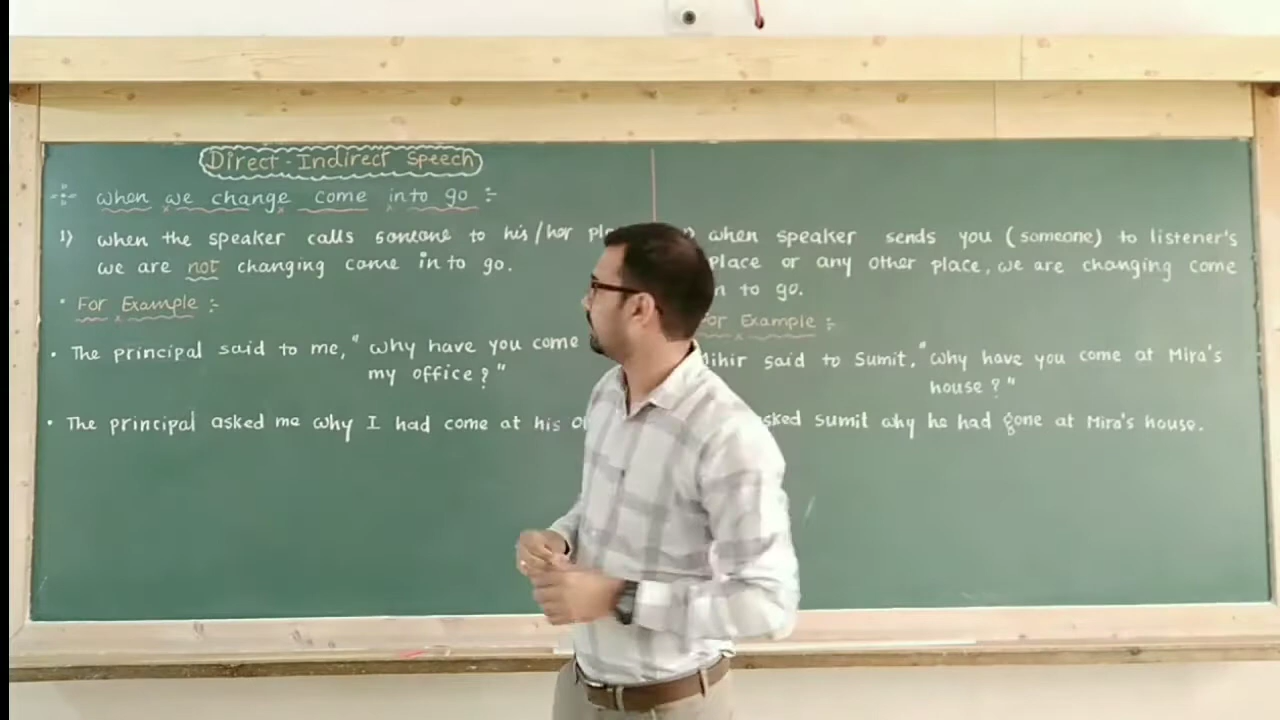 Direct-Indirect Speech
when we change come into go :-
1) when the speaker calls someone to his/her
we are not changing come in to go.
For Example :-
• The principal said to me, "why have you come
my office?"
• The principal asked me why I had come at his
when speaker sends you (someone) to listener's
place or any other place, we are changing come
to go.
For Example :-
Mihir said to Sumit, "why have you come at Mira's
house?"
asked sumit why he had gone at Mira's house.